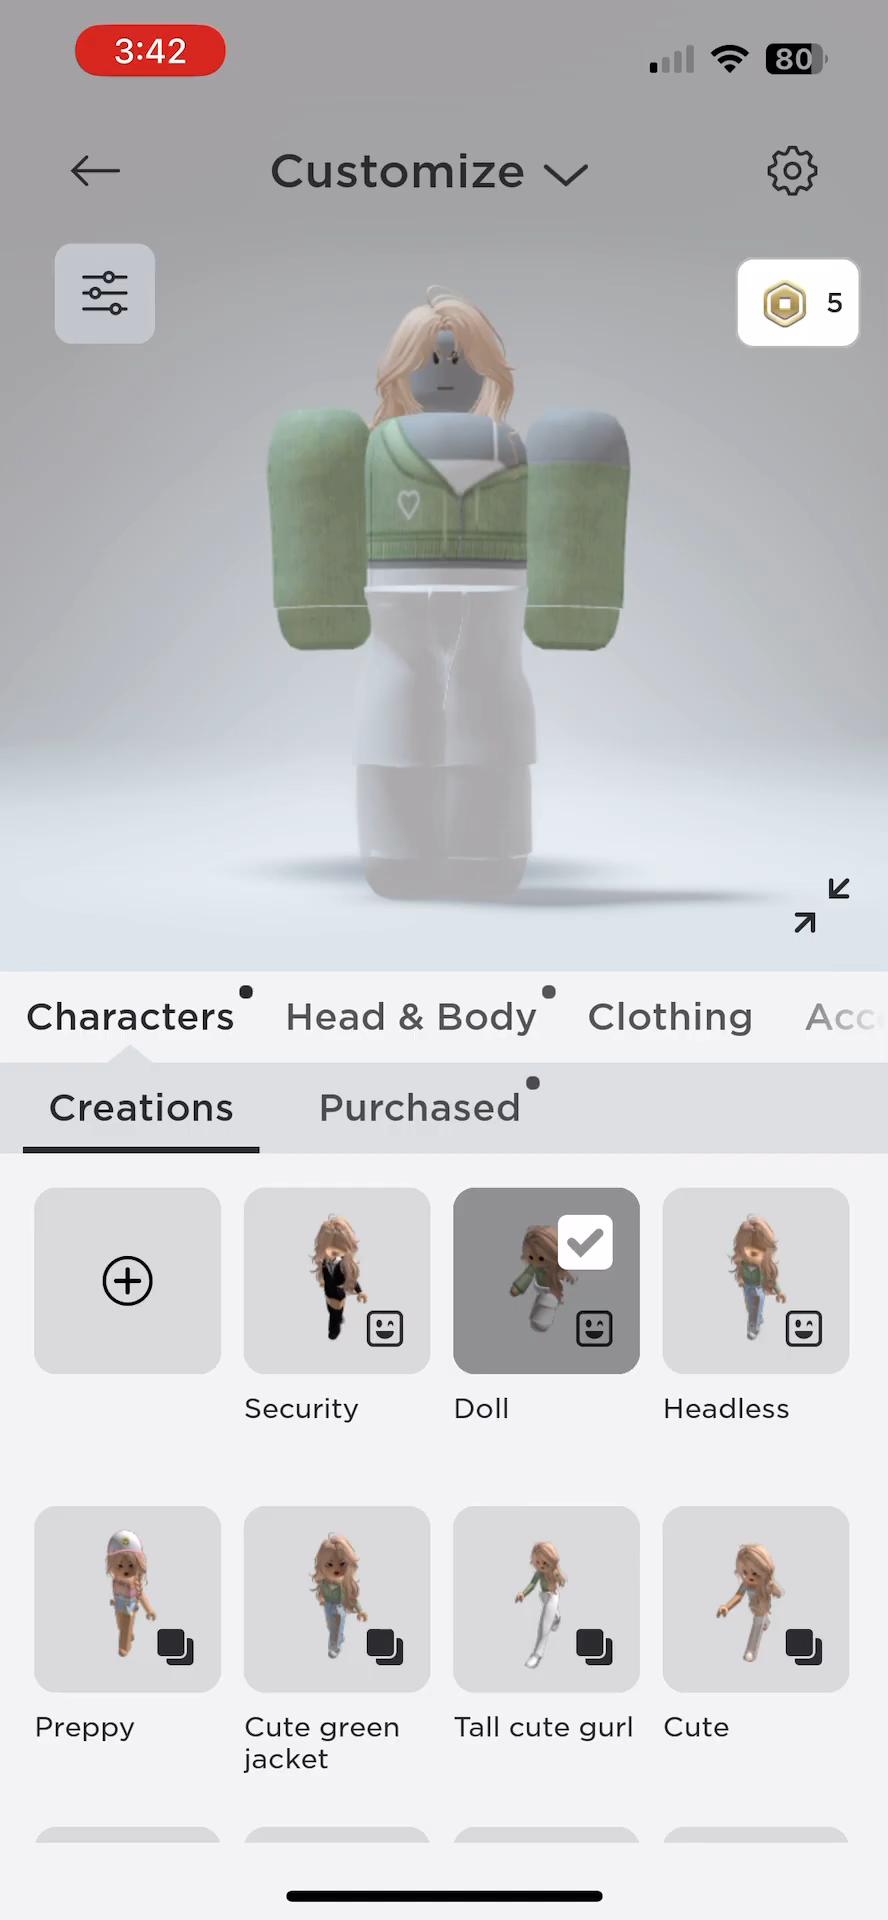 3:42
80
Customize
5
Characters
Head & Body
Clothing
Acc
Creations
Purchased
Security
Doll
Headless
Preppy
Cute green
jacket
Tall cute gurl
Cute